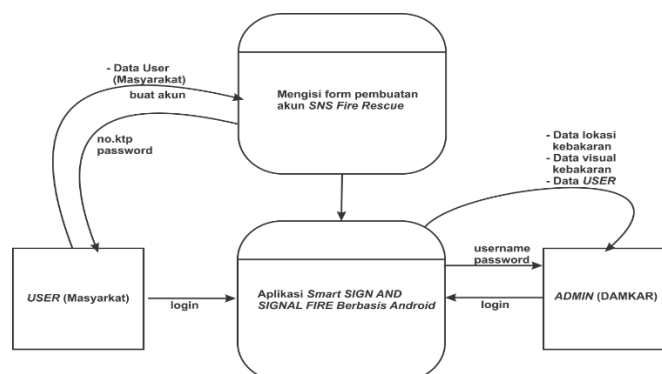 - Data User
(Masyarakat)
buat akun
Mengisi form pembuatan
akun SNS Fire Rescue
no.ktp
password
- Data lokasi
kebakaran
- Data visual
kebakaran
- Data USER
USER (Masyarkat)
login
Aplikasi Smart SIGN AND
SIGNAL FIRE Berbasis Android
username
password
login
ADMIN (DAMKAR)